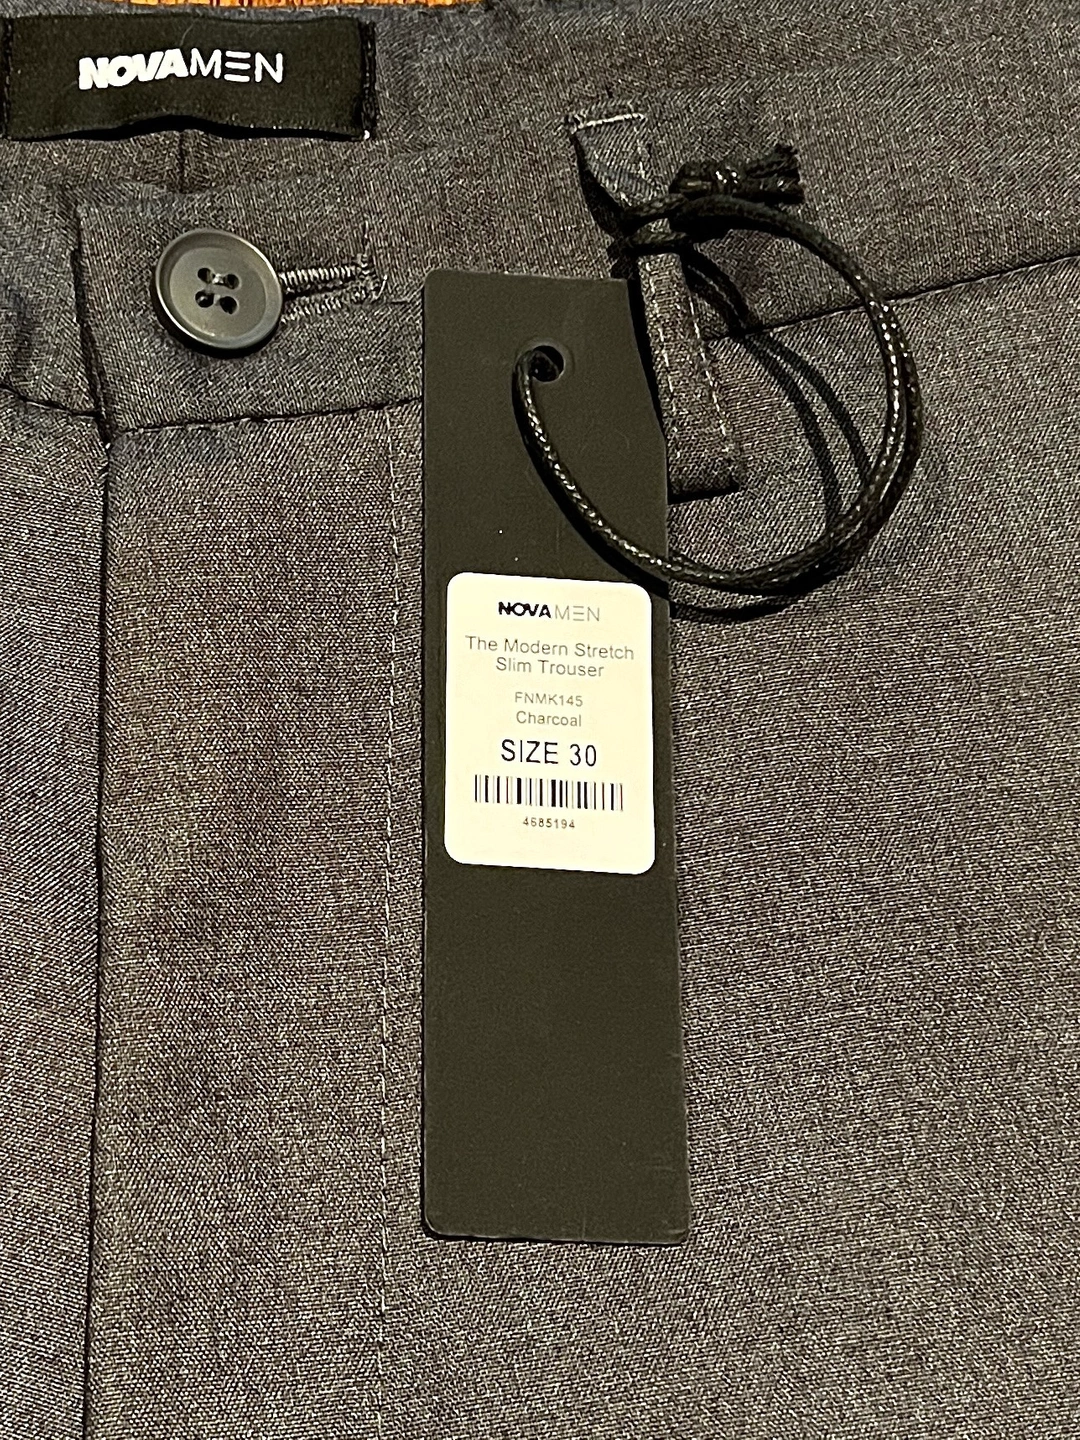 NOVAMEN
NOVAMEN
The Modern Stretch
Slim Trouser
FNMK145
Charcoal
SIZE 30
4685194